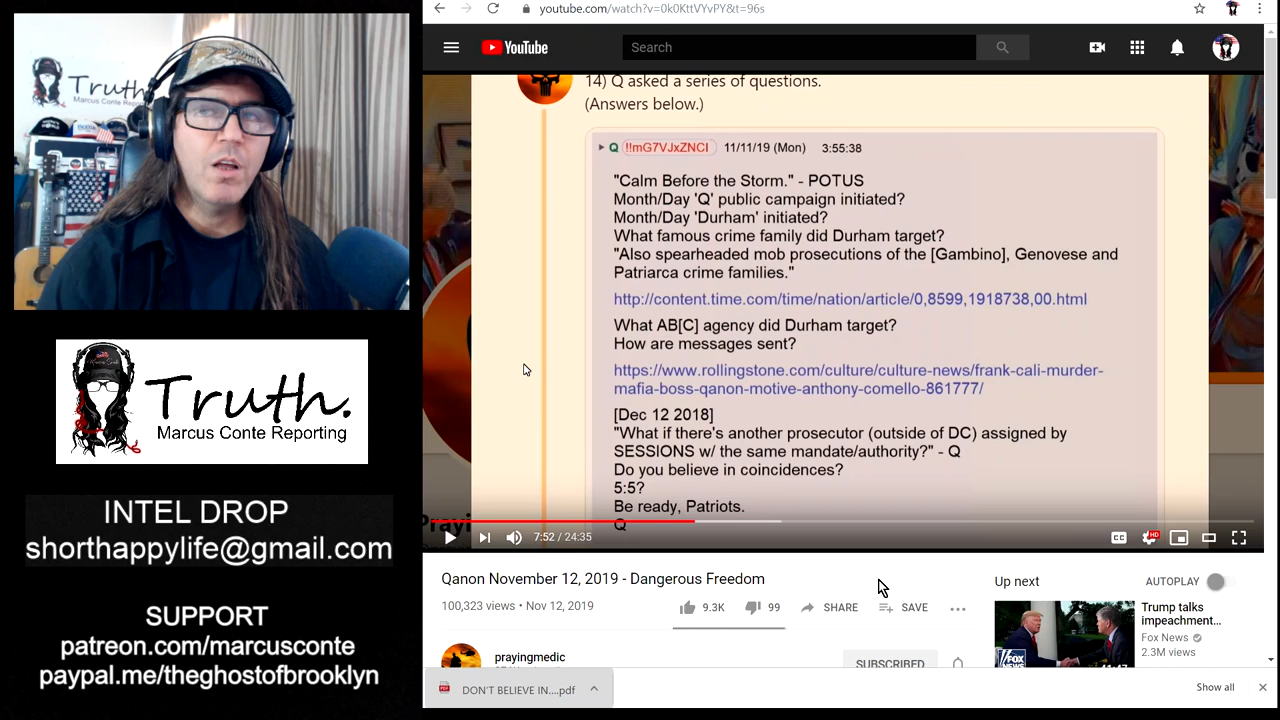 Truth.
Marcus Conte Reporting
Truth.
Marcus Conte Reporting
INTEL DROP
shorthappylife@gmail.com
SUPPORT
patreon.com/marcusconte
paypal.me/theghostofbrooklyn
youtube.com/watch?v=0k0KttVYvPY&t=96s
YouTube
Search
14) Q asked a series of questions.
(Answers below.)
Q !!mG7VJxZNCI 11/11/19 (Mon) 3:55:38
"Calm Before the Storm." - POTUS
Month/Day 'Q' public campaign initiated?
Month/Day 'Durham' initiated?
What famous crime family did Durham target?
"Also spearheaded mob prosecutions of the [Gambino], Genovese and
Patriarca crime families."
http://content.time.com/time/nation/article/0,8599,1918738,00.html
What AB[C] agency did Durham target?
How are messages sent?
https://www.rollingstone.com/culture/culture-news/frank-cali-murder-
mafia-boss-qanon-motive-anthony-comello-861777/
[Dec 12 2018]
"What if there's another prosecutor (outside of DC) assigned by
SESSIONS w/ the same mandate/authority?" - Q
Do you believe in coincidences?
5:5?
Be ready, Patriots.
Q
7:52 / 24:35
CC
HD
Qanon November 12, 2019 - Dangerous Freedom
100,323 views • Nov 12, 2019
9.3K
99
SHARE
SAVE
prayingmedic
SUBSCRIBED
Up next
AUTOPLAY
FOX
NEWS
Trump talks
impeachment...
Fox News
2.3M views
DON'T BELIEVE IN....pdf
Show all